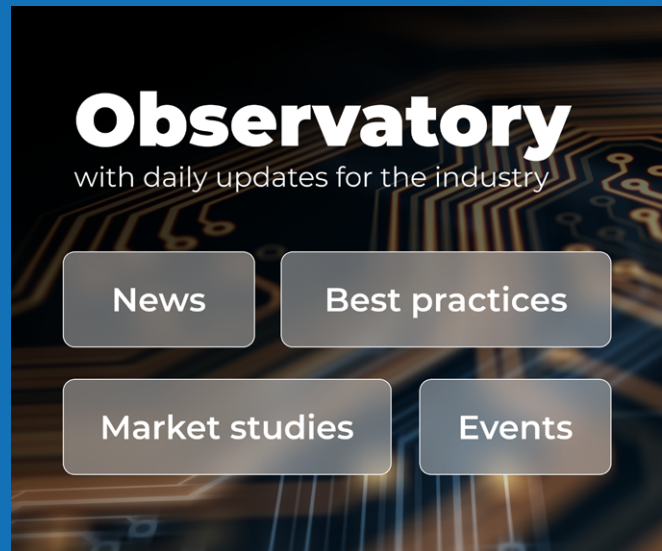 Observatory
with daily updates for the industry
News
Best practices
Market studies
Events